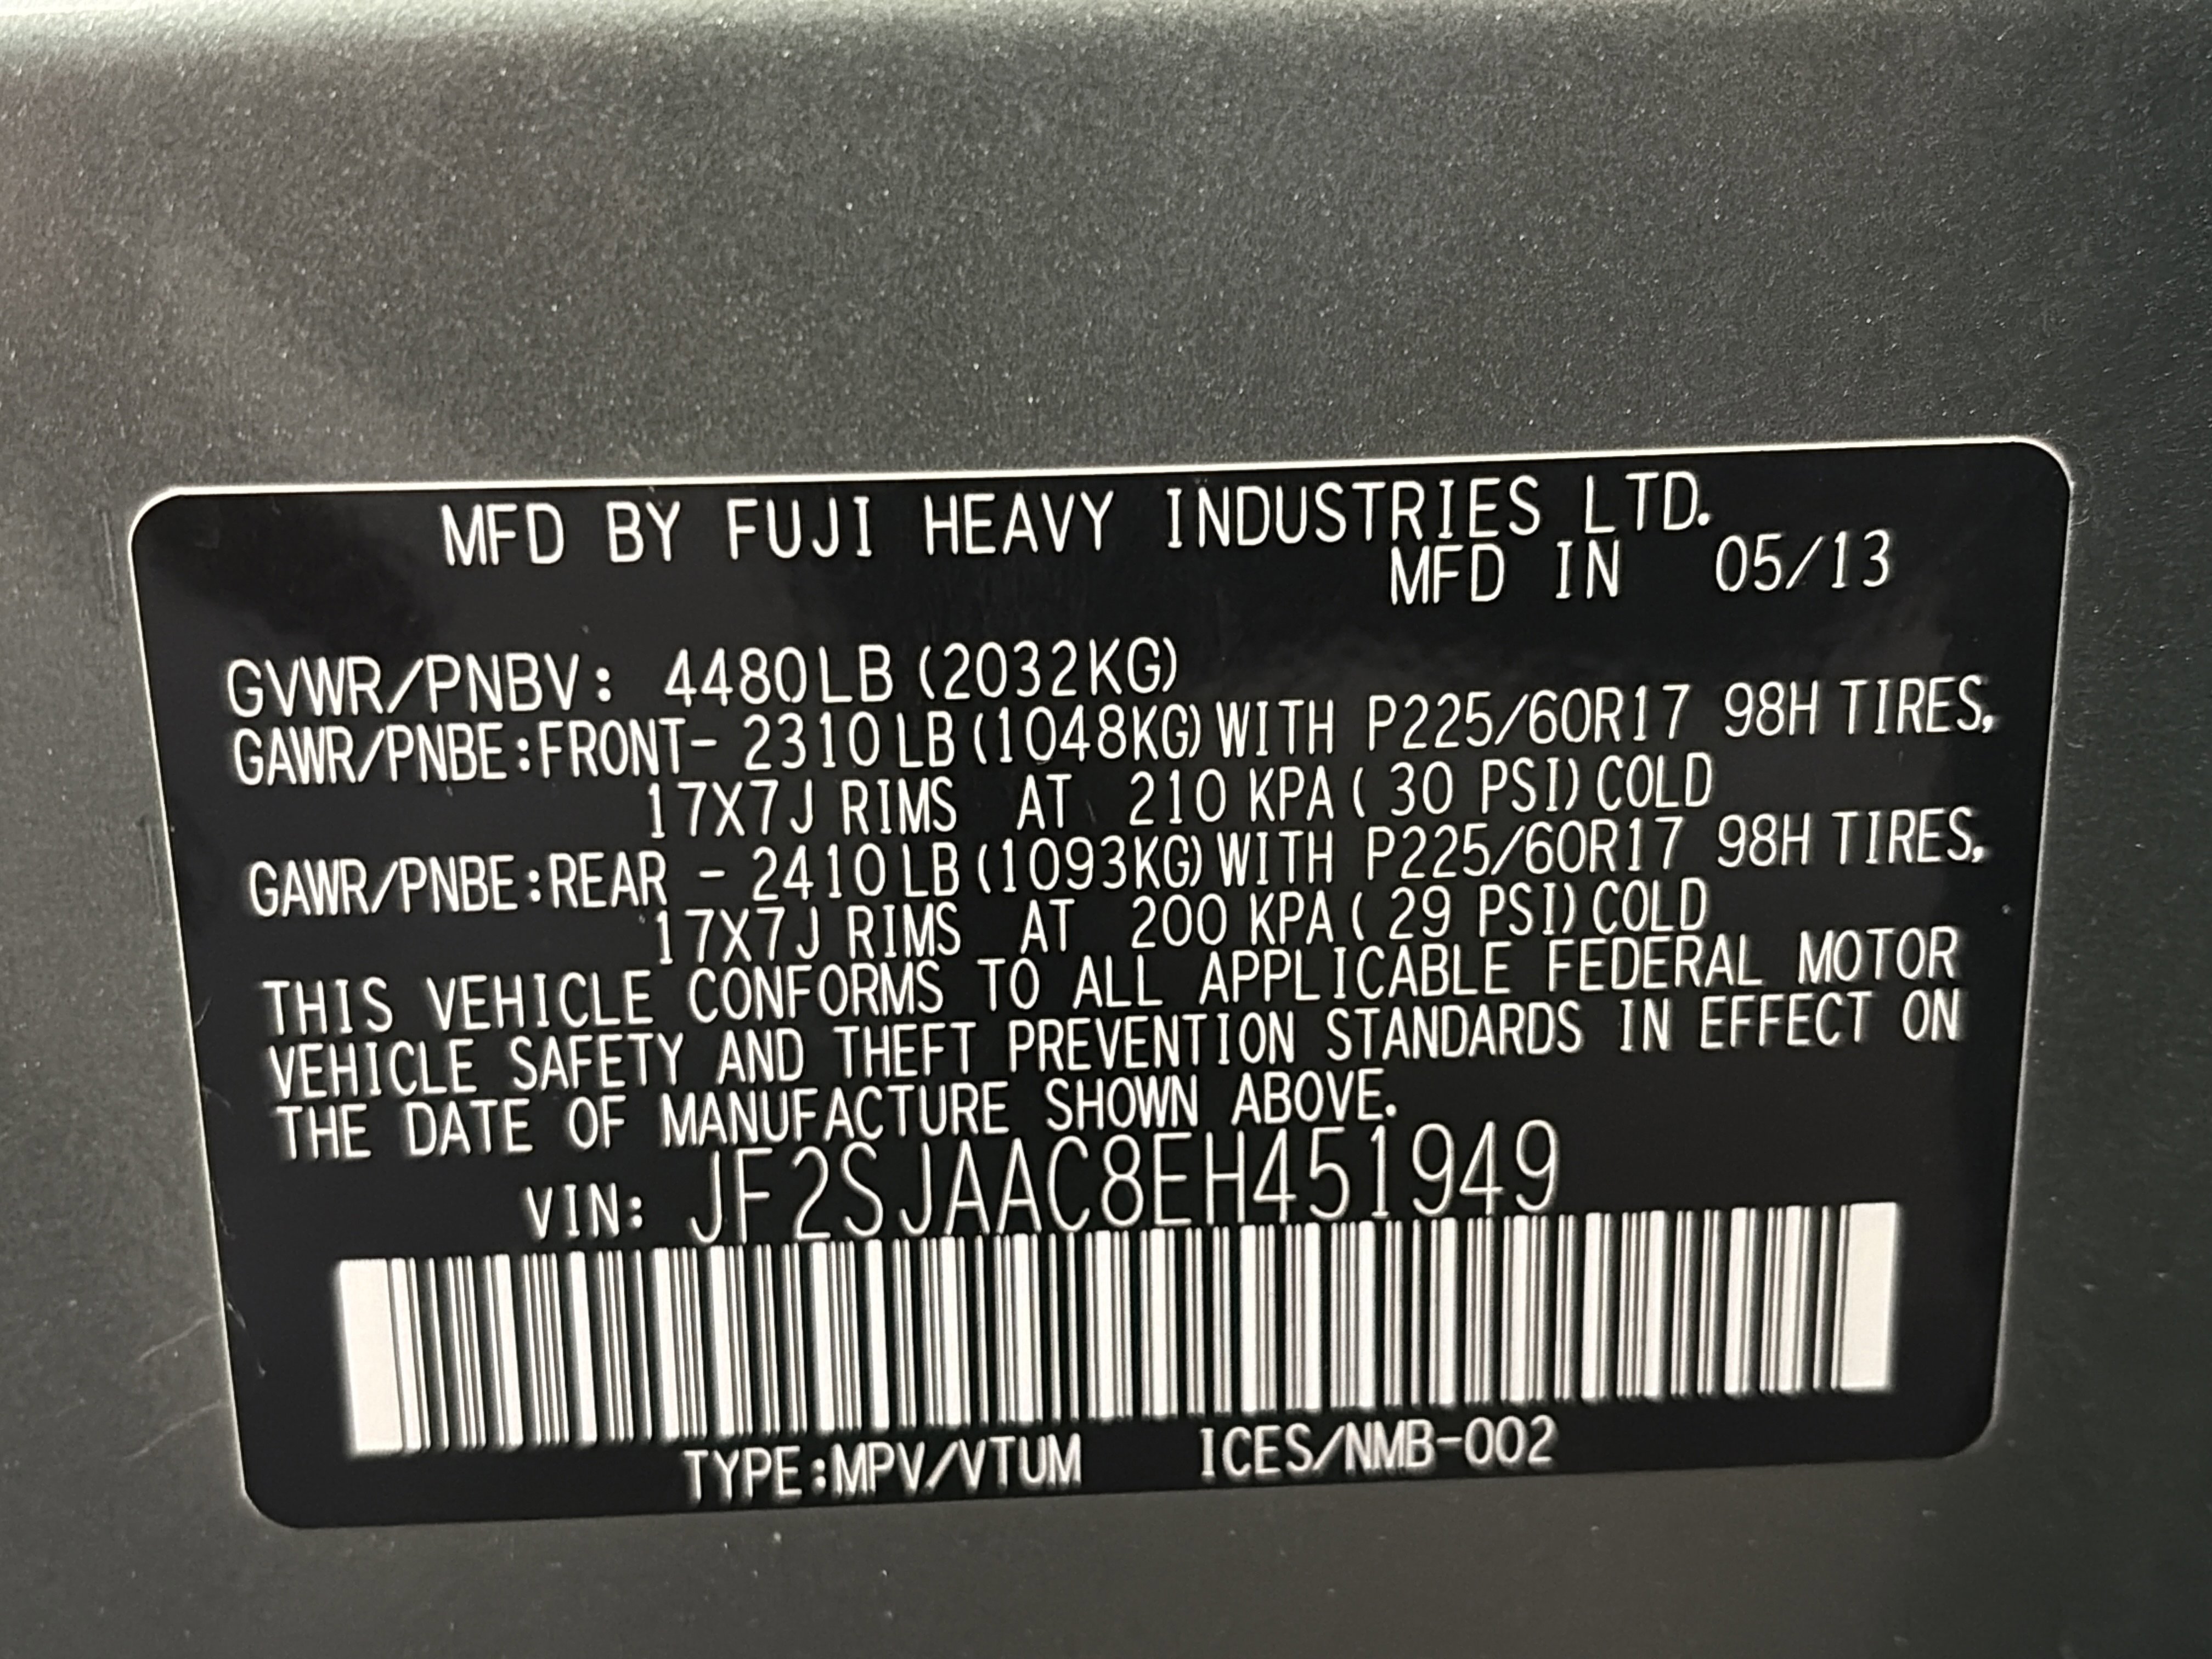 MFD BY FUJI HEAVY INDUSTRIES LTD.
MFD IN 05/13
GVWR/PNBV: 4480LB (2032KG)
GAWR/PNBE:FRONT- 2310LB(1048KG)WITH P225/60R17 98H TIRES,
17X7J RIMS AT 210 KPA( 30 PSI)COLD
GAWR/PNBE:REAR - 2410LB(1093KG)WITH P225/60R17 98H TIRES,
17X7J RIMS AT 200 KPA( 29 PSI)COLD
THIS VEHICLE CONFORMS TO ALL APPLICABLE FEDERAL MOTOR
VEHICLE SAFETY AND THEFT PREVENTION STANDARDS IN EFFECT ON
THE DATE OF MANUFACTURE SHOWN ABOVE.
VIN: JF2SJAAC8EH451949
TYPE:MPV/VTUM ICES/NMB-002